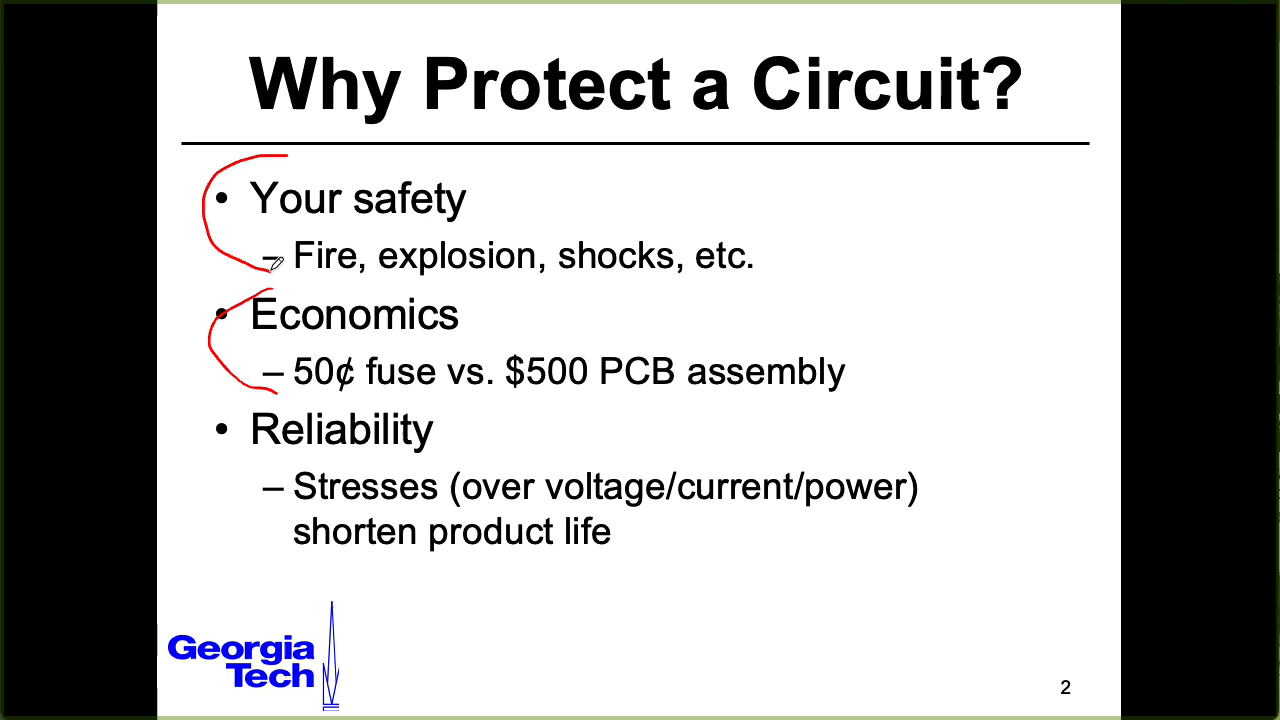 Why Protect a Circuit?
• Your safety
– Fire, explosion, shocks, etc.
• Economics
– 50¢ fuse vs. $500 PCB assembly
• Reliability
– Stresses (over voltage/current/power)
shorten product life
Georgia
Tech
2